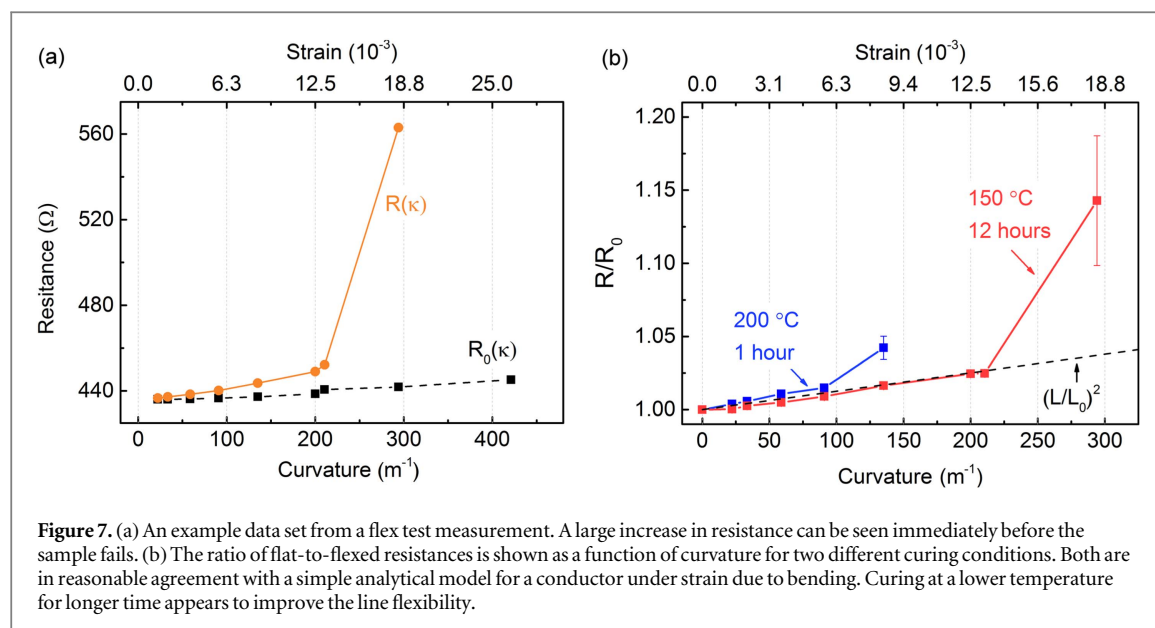 (a)
Strain (10-3)
0.0 6.3 12.5 18.8 25.0
560
520
480
440
Resitance (Ω)
R(κ)
R0(κ)
0 100 200 300 400
Curvature (m-1)
(b)
Strain (10-3)
0.0 3.1 6.3 9.4 12.5 15.6 18.8
1.20
1.15
1.10
1.05
1.00
R/R0
150 °C
12 hours
200 °C
1 hour
(L/L0)2
0 50 100 150 200 250 300
Curvature (m-1)
Figure 7. (a) An example data set from a flex test measurement. A large increase in resistance can be seen immediately before the
sample fails. (b) The ratio of flat-to-flexed resistances is shown as a function of curvature for two different curing conditions. Both are
in reasonable agreement with a simple analytical model for a conductor under strain due to bending. Curing at a lower temperature
for longer time appears to improve the line flexibility.